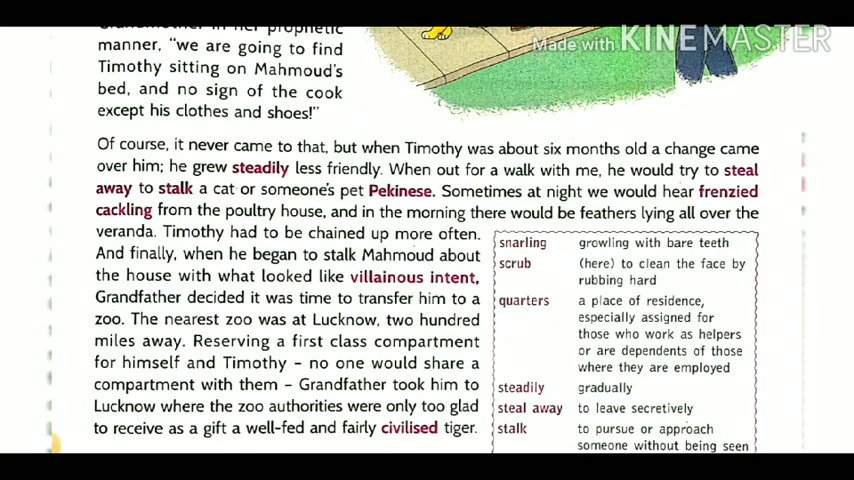 Grandmother in her prophetic
manner, “we are going to find
Timothy sitting on Mahmoud's
bed, and no sign of the cook
except his clothes and shoes!”
Made with KINEMASTER
Of course, it never came to that, but when Timothy was about six months old a change came
over him; he grew steadily less friendly. When out for a walk with me, he would try to steal
away to stalk a cat or someone's pet Pekinese. Sometimes at night we would hear frenzied
cackling from the poultry house, and in the morning there would be feathers lying all over the
veranda. Timothy had to be chained up more often.
And finally, when he began to stalk Mahmoud about
the house with what looked like villainous intent,
Grandfather decided it was time to transfer him to a
zoo. The nearest zoo was at Lucknow, two hundred
miles away. Reserving a first class compartment
for himself and Timothy – no one would share a
compartment with them – Grandfather took him to
Lucknow where the zoo authorities were only too glad
to receive as a gift a well-fed and fairly civilised tiger.
snarling growling with bare teeth
scrub (here) to clean the face by
rubbing hard
quarters a place of residence,
especially assigned for
those who work as helpers
or are dependents of those
where they are employed
steadily gradually
steal away to leave secretively
stalk to pursue or approach
someone without being seen